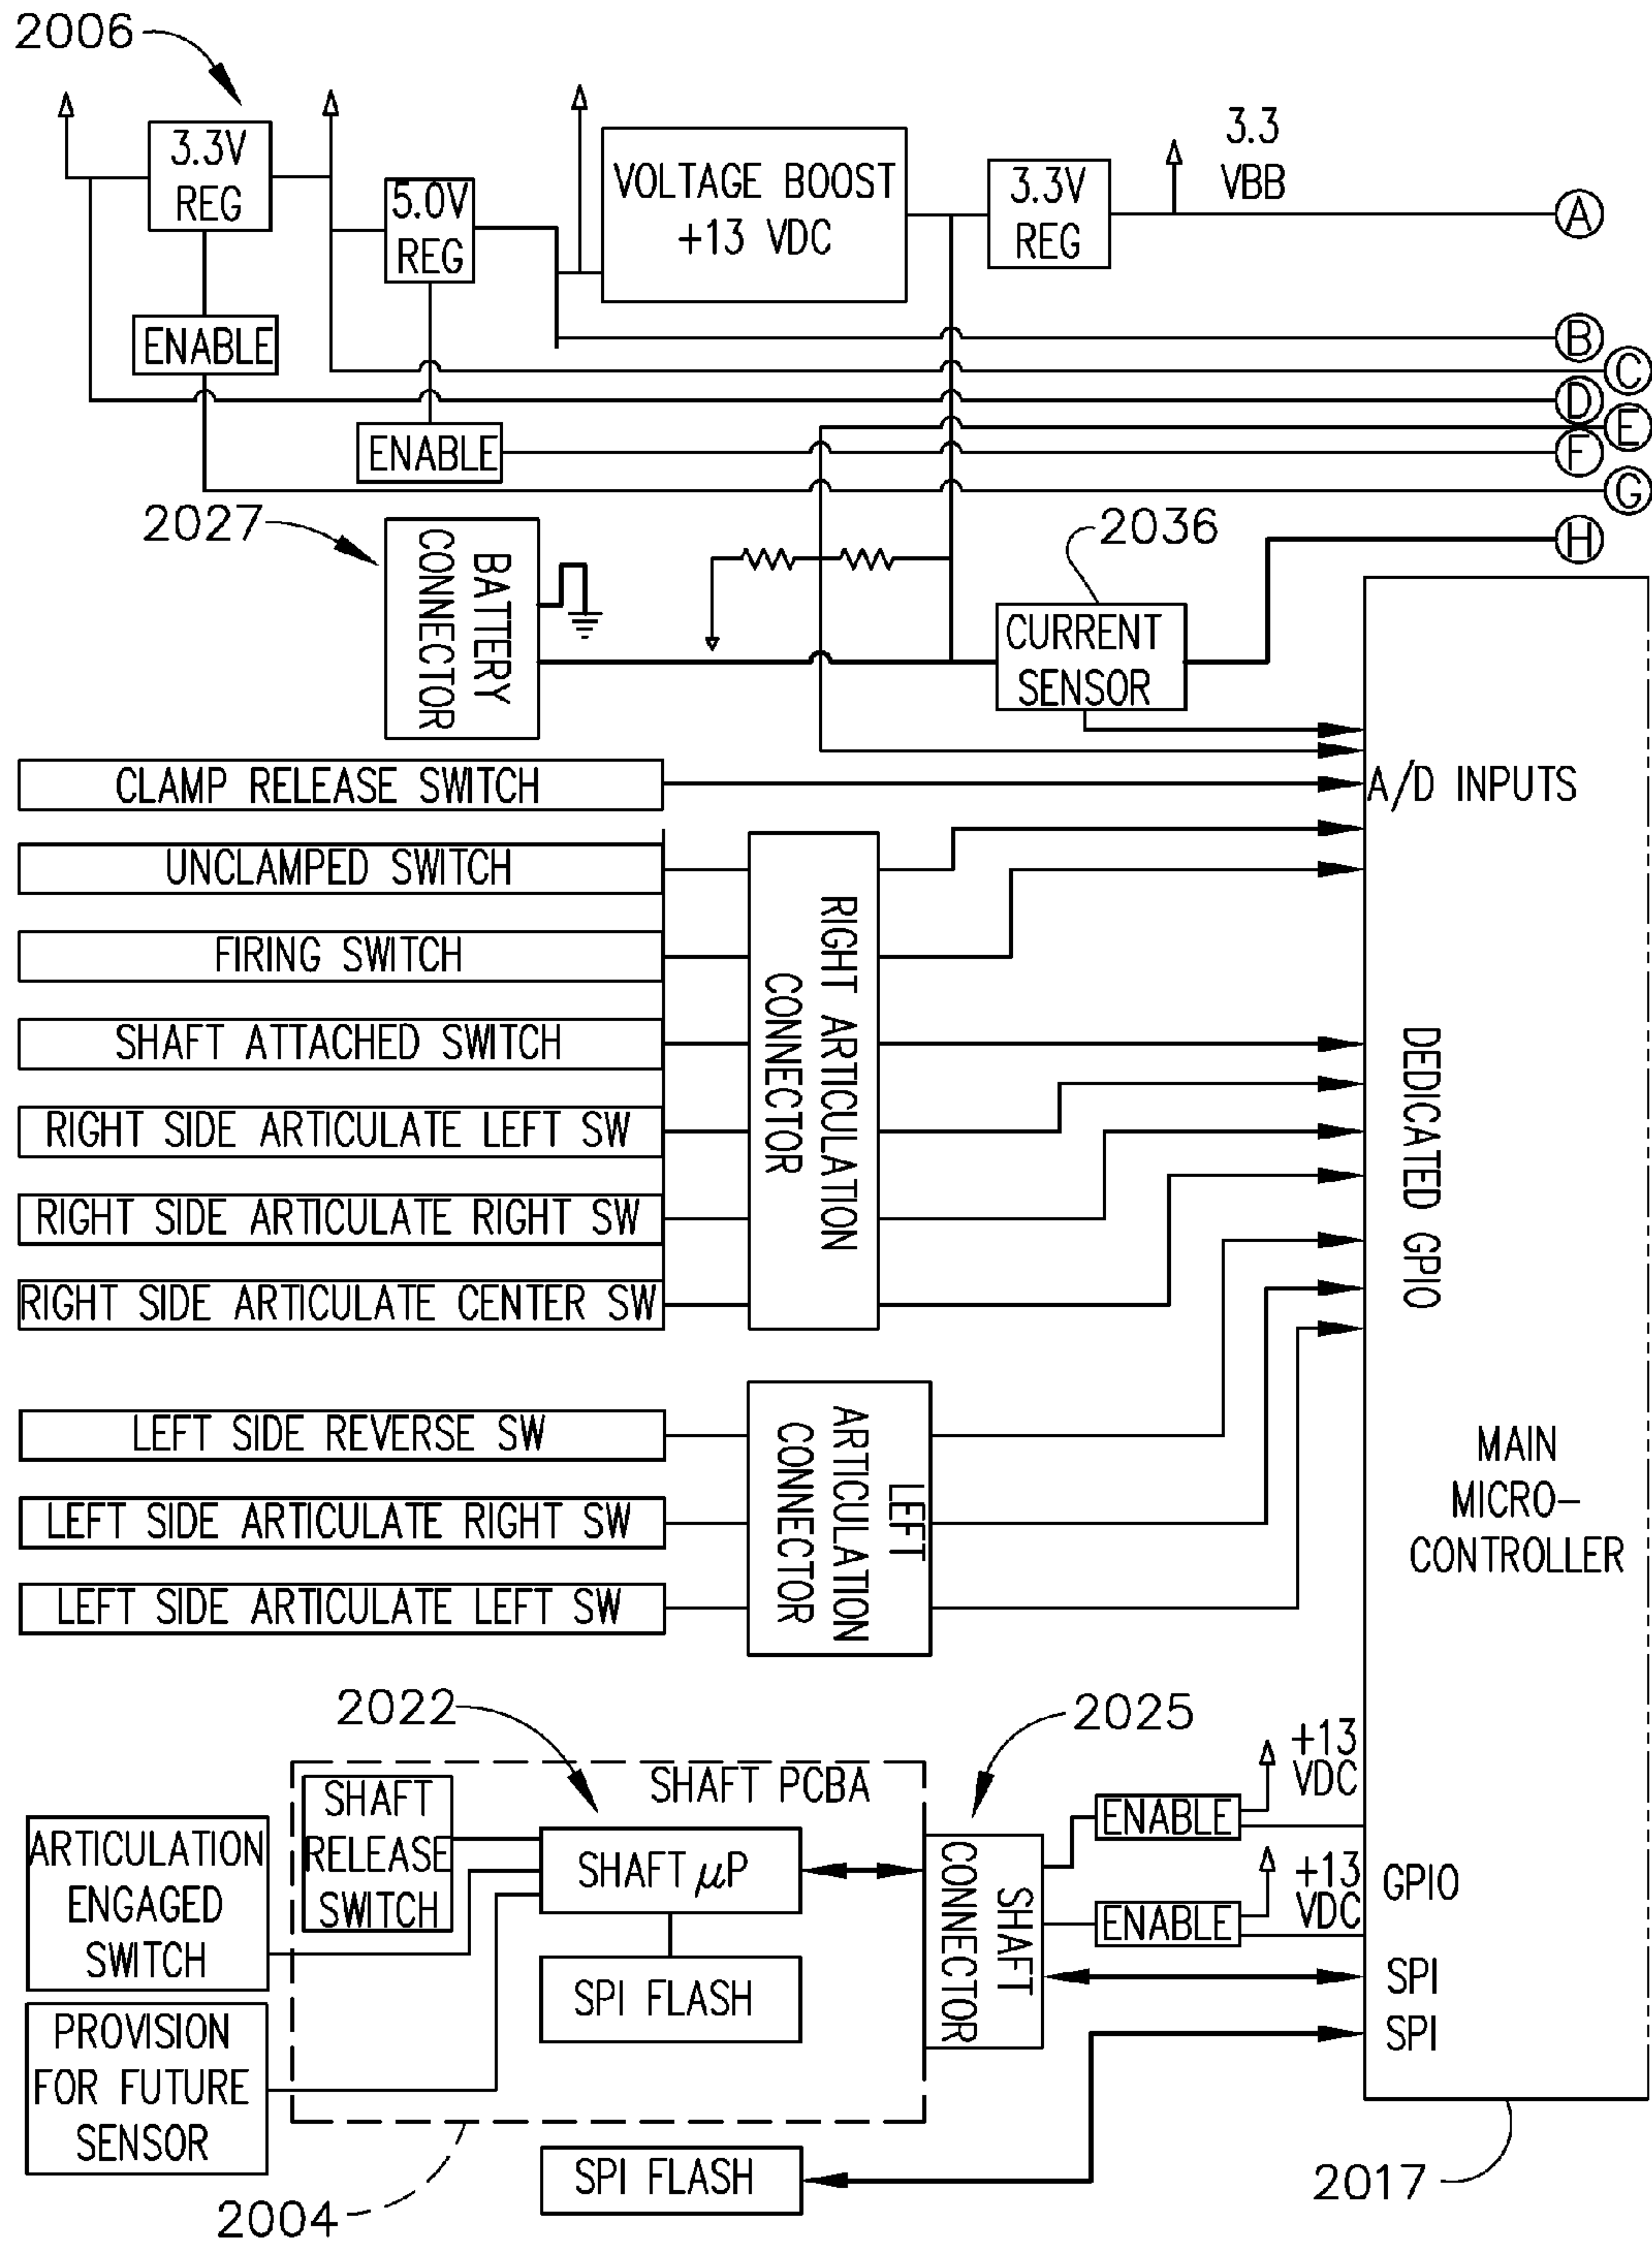 2006
3.3V
REG
5.0V
REG
VOLTAGE BOOST
+13 VDC
3.3V
REG
3.3
VBB
A
ENABLE
B
C
D
E
ENABLE
F
G
2027
BATTERY
CONNECTOR
2036
H
CURRENT
SENSOR
CLAMP RELEASE SWITCH
A/D INPUTS
UNCLAMPED SWITCH
FIRING SWITCH
SHAFT ATTACHED SWITCH
RIGHT SIDE ARTICULATE LEFT SW
RIGHT SIDE ARTICULATE RIGHT SW
RIGHT SIDE ARTICULATE CENTER SW
RIGHT ARTICULATION
CONNECTOR
DEDICATED GPIO
LEFT SIDE REVERSE SW
LEFT SIDE ARTICULATE RIGHT SW
LEFT SIDE ARTICULATE LEFT SW
LEFT
ARTICULATION
CONNECTOR
MAIN
MICRO-
CONTROLLER
2022
2025
SHAFT PCBA
SHAFT
RELEASE
SWITCH
ARTICULATION
ENGAGED
SWITCH
SHAFT μP
SPI FLASH
SHAFT
CONNECTOR
ENABLE
+13
VDC
ENABLE
+13
VDC
GPIO
SPI
SPI
PROVISION
FOR FUTURE
SENSOR
2004
SPI FLASH
2017